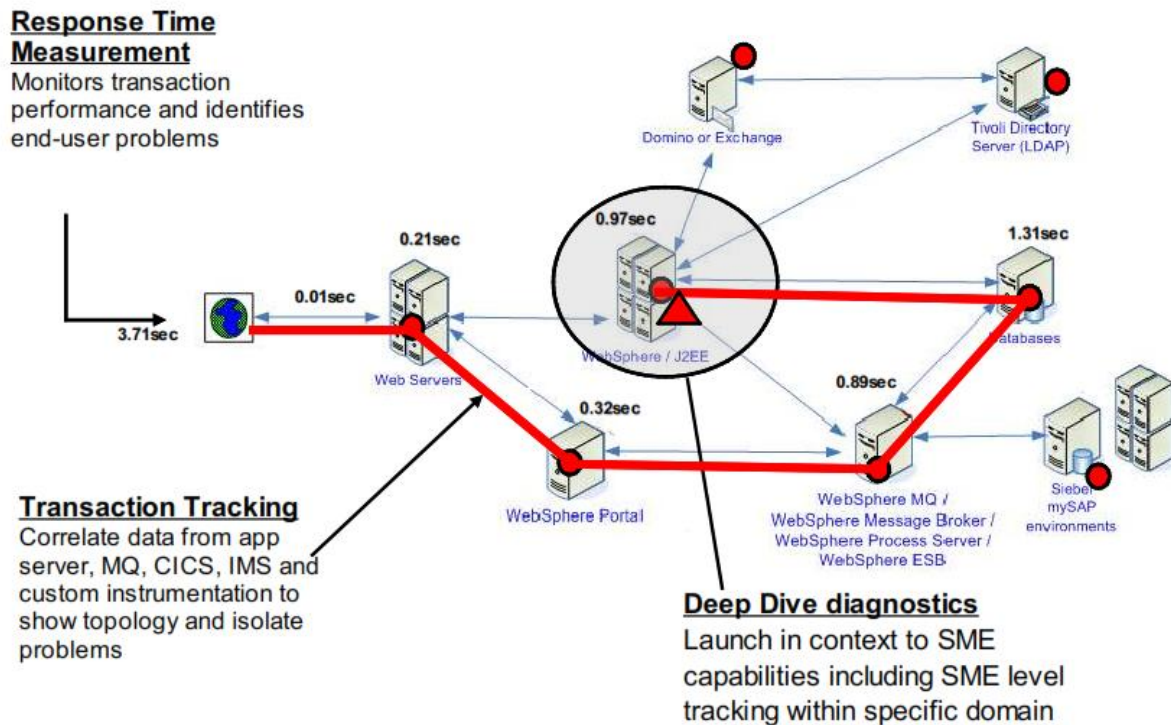 Response Time
Measurement
Monitors transaction
performance and identifies
end-user problems
Domino or Exchange
Tivoli Directory
Server (LDAP)
0.97sec
1.31sec
0.21sec
0.01sec
3.71sec
Web Servers
WebSphere / J2EE
Databases
0.32sec
0.89sec
WebSphere Portal
WebSphere MQ /
WebSphere Message Broker /
WebSphere Process Server /
WebSphere ESB
Siebel
mySAP
environments
Transaction Tracking
Correlate data from app
server, MQ, CICS, IMS and
custom instrumentation to
show topology and isolate
problems
Deep Dive diagnostics
Launch in context to SME
capabilities including SME level
tracking within specific domain